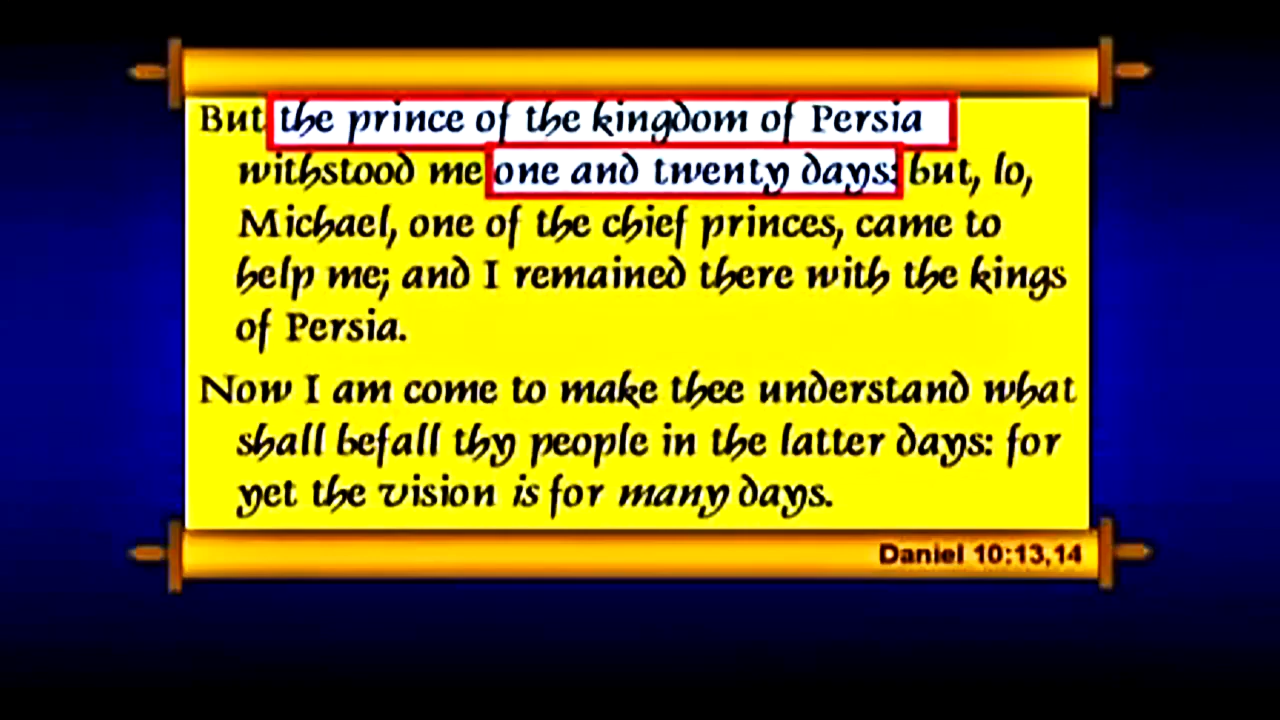 But the prince of the kingdom of Persia
withstood me one and twenty days: but, lo,
Michael, one of the chief princes, came to
help me; and I remained there with the kings
of Persia.
Now I am come to make thee understand what
shall befall thy people in the latter days: for
yet the vision is for many days.
Daniel 10:13,14